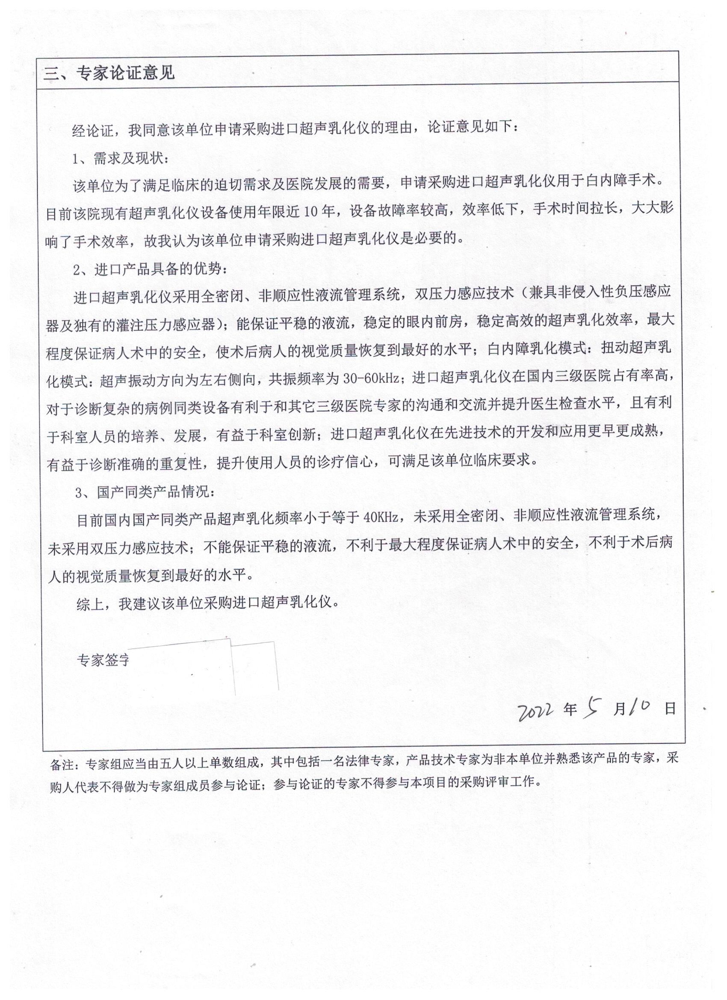 三、专家论证意见
经论证，我同意该单位申请采购进口超声乳化仪的理由，论证意见如下：
1、需求及现状：
该单位为了满足临床的迫切需求及医院发展的需要，申请采购进口超声乳化仪用于白内障手术。
目前该院现有超声乳化仪设备使用年限近 10 年，设备故障率较高，效率低下，手术时间拉长，大大影
响了手术效率，故我认为该单位申请采购进口超声乳化仪是必要的。
2、进口产品具备的优势：
进口超声乳化仪采用全密闭、非顺应性液流管理系统，双压力感应技术（兼具非侵入性负压感应
器及独有的灌注压力感应器）；能保证平稳的液流，稳定的眼内前房，稳定高效的超声乳化效率，最大
程度保证病人术中的安全，使术后病人的视觉质量恢复到最好的水平；白内障乳化模式：扭动超声乳
化模式：超声振动方向为左右侧向，共振频率为 30-60kHz；进口超声乳化仪在国内三级医院占有率高，
对于诊断复杂的病例同类设备有利于和其它三级医院专家的沟通和交流并提升医生检查水平，且有利
于科室人员的培养、发展，有益于科室创新；进口超声乳化仪在先进技术的开发和应用更早更成熟，
有益于诊断准确的重复性，提升使用人员的诊疗信心，可满足该单位临床要求。
3、国产同类产品情况：
目前国内国产同类产品超声乳化频率小于等于 40KHz，未采用全密闭、非顺应性液流管理系统，
未采用双压力感应技术；不能保证平稳的液流，不利于最大程度保证病人术中的安全，不利于术后病
人的视觉质量恢复到最好的水平。
综上，我建议该单位采购进口超声乳化仪。
专家签字
2022 年 5 月 10 日
备注：专家组应当由五人以上单数组成，其中包括一名法律专家，产品技术专家为非本单位并熟悉该产品的专家，采
购人代表不得做为专家组成员参与论证；参与论证的专家不得参与本项目的采购评审工作。